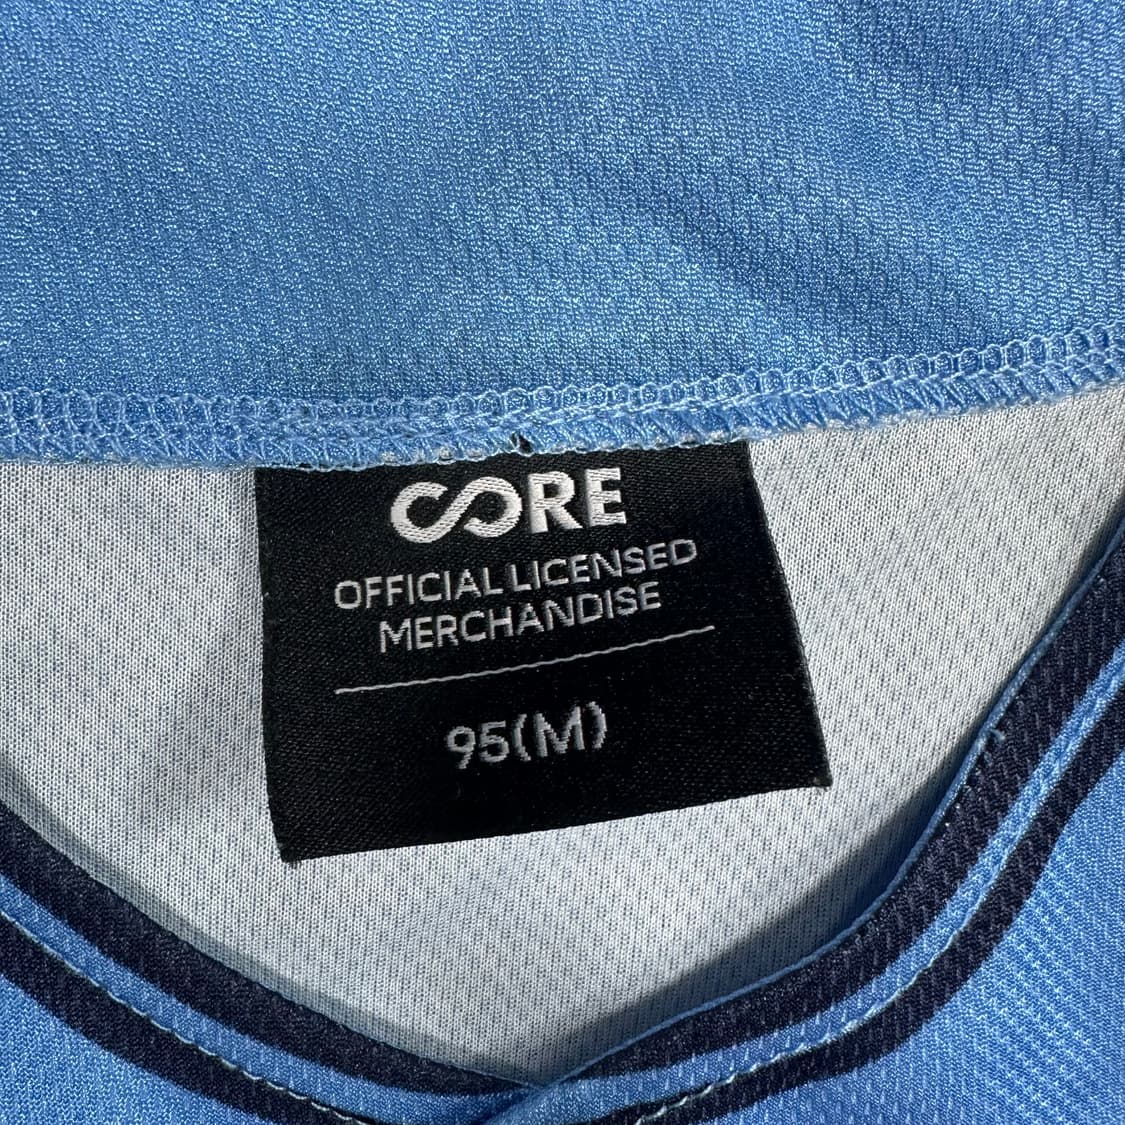 CORE
OFFICIAL LICENSED
MERCHANDISE
95(M)